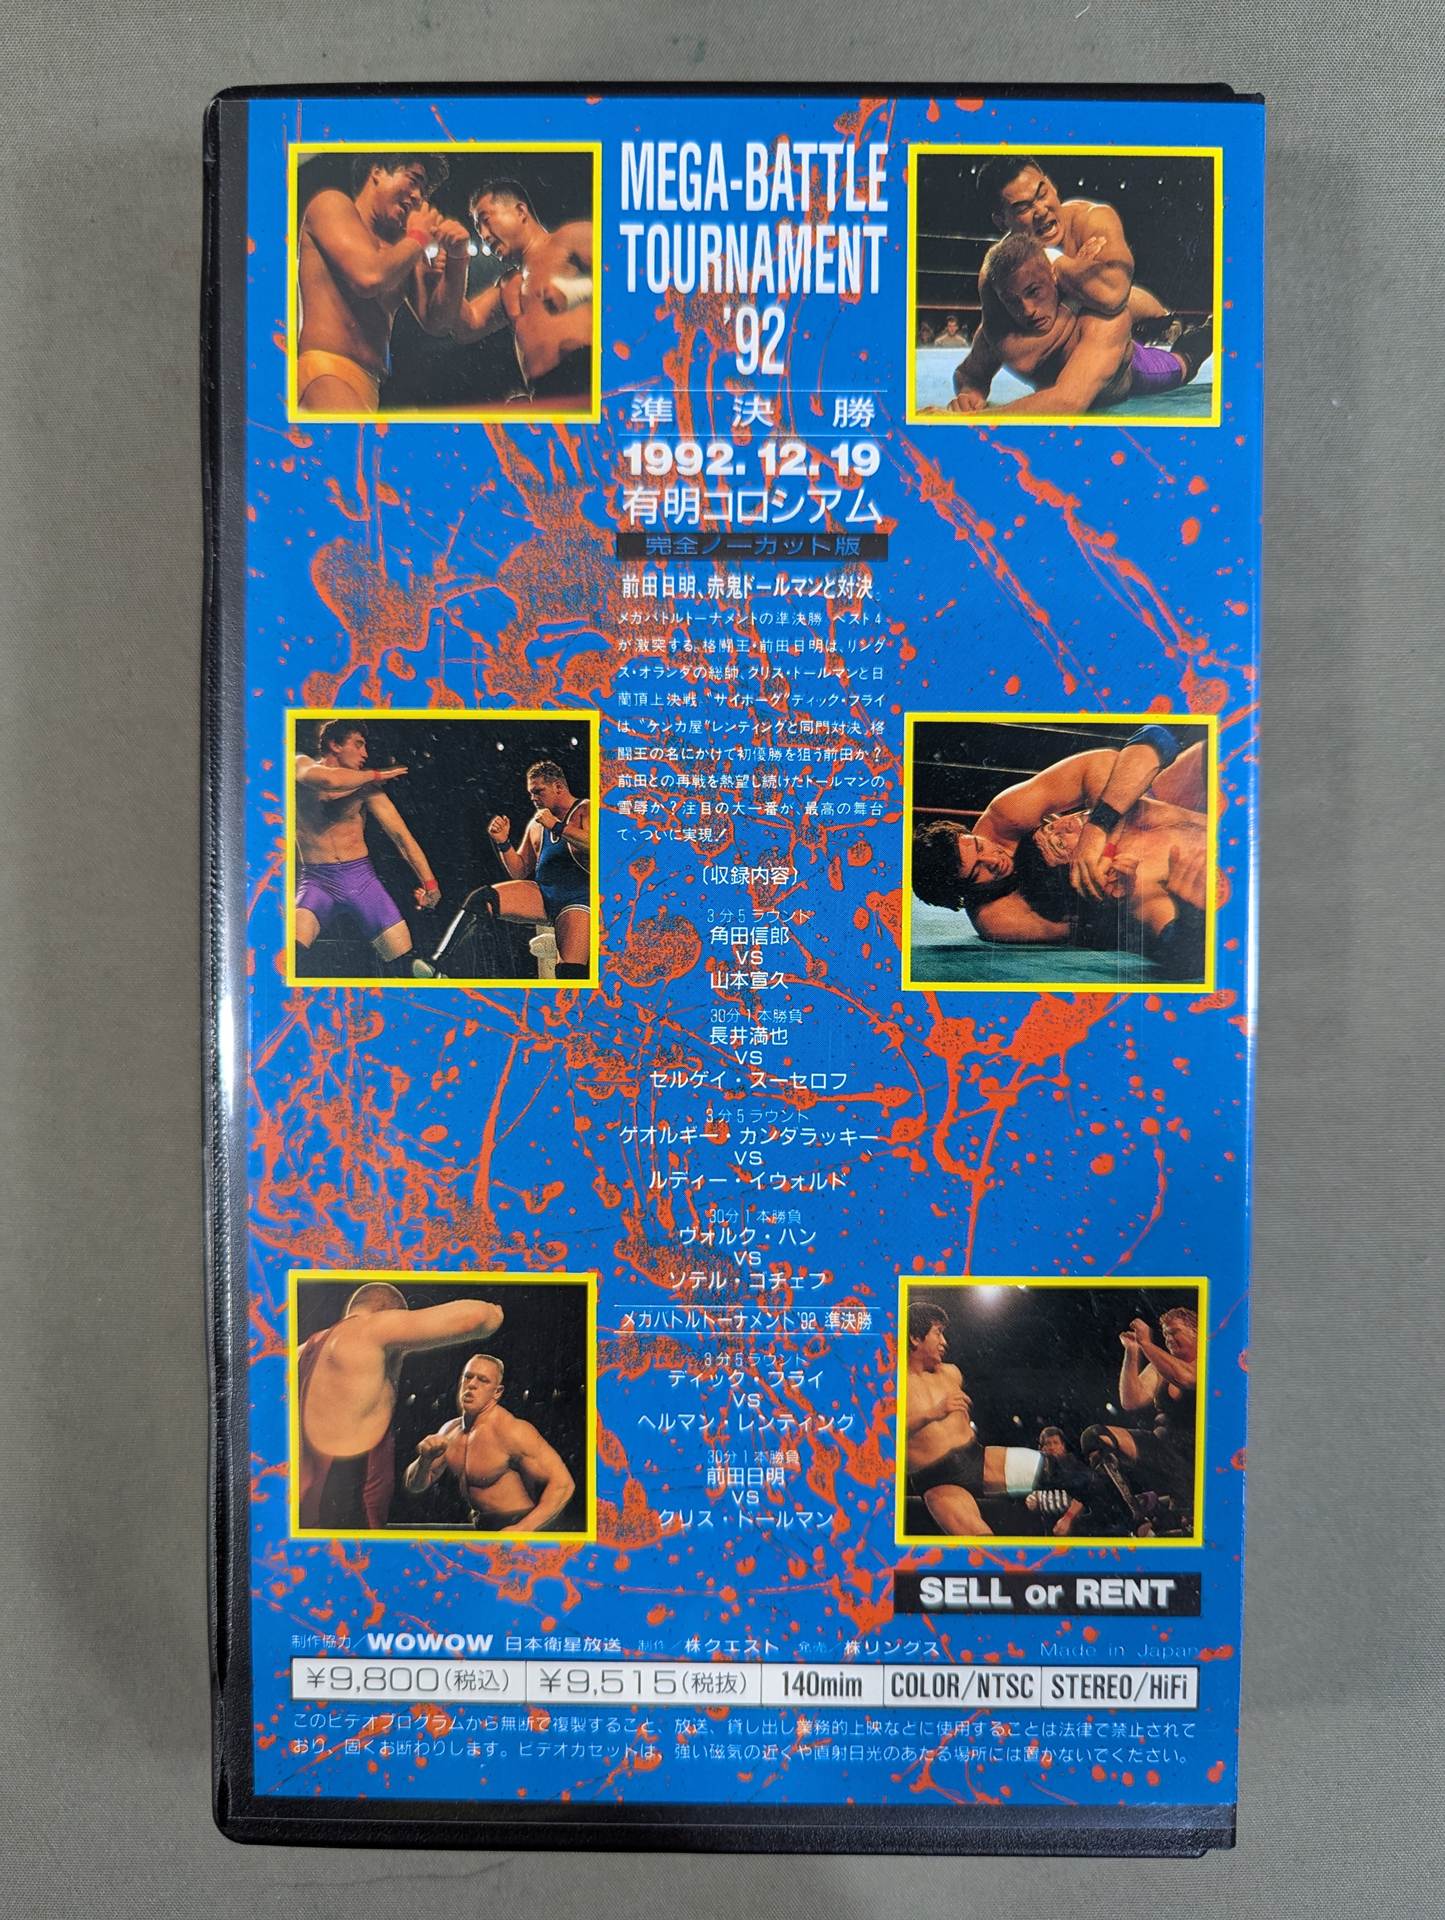 MEGA-BATTLE
TOURNAMENT
'92
準決勝
1992.12.19
有明コロシアム
完全ノーカット版
前田日明、赤鬼ドールマンと対決。
メガバトルトーナメントの準決勝 ベスト4
が激突する。格闘王・前田日明は、リング
ス・オランダの総帥、クリス・ドールマンと日
蘭頂上決戦。“サイボーグ”ディック・フライ
は、“ケンカ屋”レンティングと同門対決。格
闘王の名にかけて初優勝を狙う前田か?
前田との再戦を熱望し続けたドールマンの
雪辱か?注目の大一番が、最高の舞台
で、ついに実現!
〔収録内容〕
3分5ラウンド
角田信郎
VS
山本宣久
30分1本勝負
長井満也
VS
セルゲイ・スーセロフ
3分5ラウンド
ゲオルギー・カンダラッキー
VS
ルディー・イウォルド
30分1本勝負
ヴォルク・ハン
VS
ソテル・ゴチェフ
メガバトルトーナメント'92 準決勝
3分5ラウンド
ディック・フライ
VS
ヘルマン・レンティング
30分1本勝負
前田日明
VS
クリス・ドールマン
SELL or RENT
制作協力/WOWOW 日本衛星放送 制作/株クエスト 発売/株リングス Made in Japan
¥9,800(税込) ¥9,515(税抜) 140mim COLOR/NTSC STEREO/HiFi
このビデオプログラムから無断で複製すること、放送、貸し出し業務的上映などに使用することは法律で禁止されて
おり、固くお断わりします。ビデオカセットは、強い磁気の近くや直射日光のあたる場所には置かないでください。